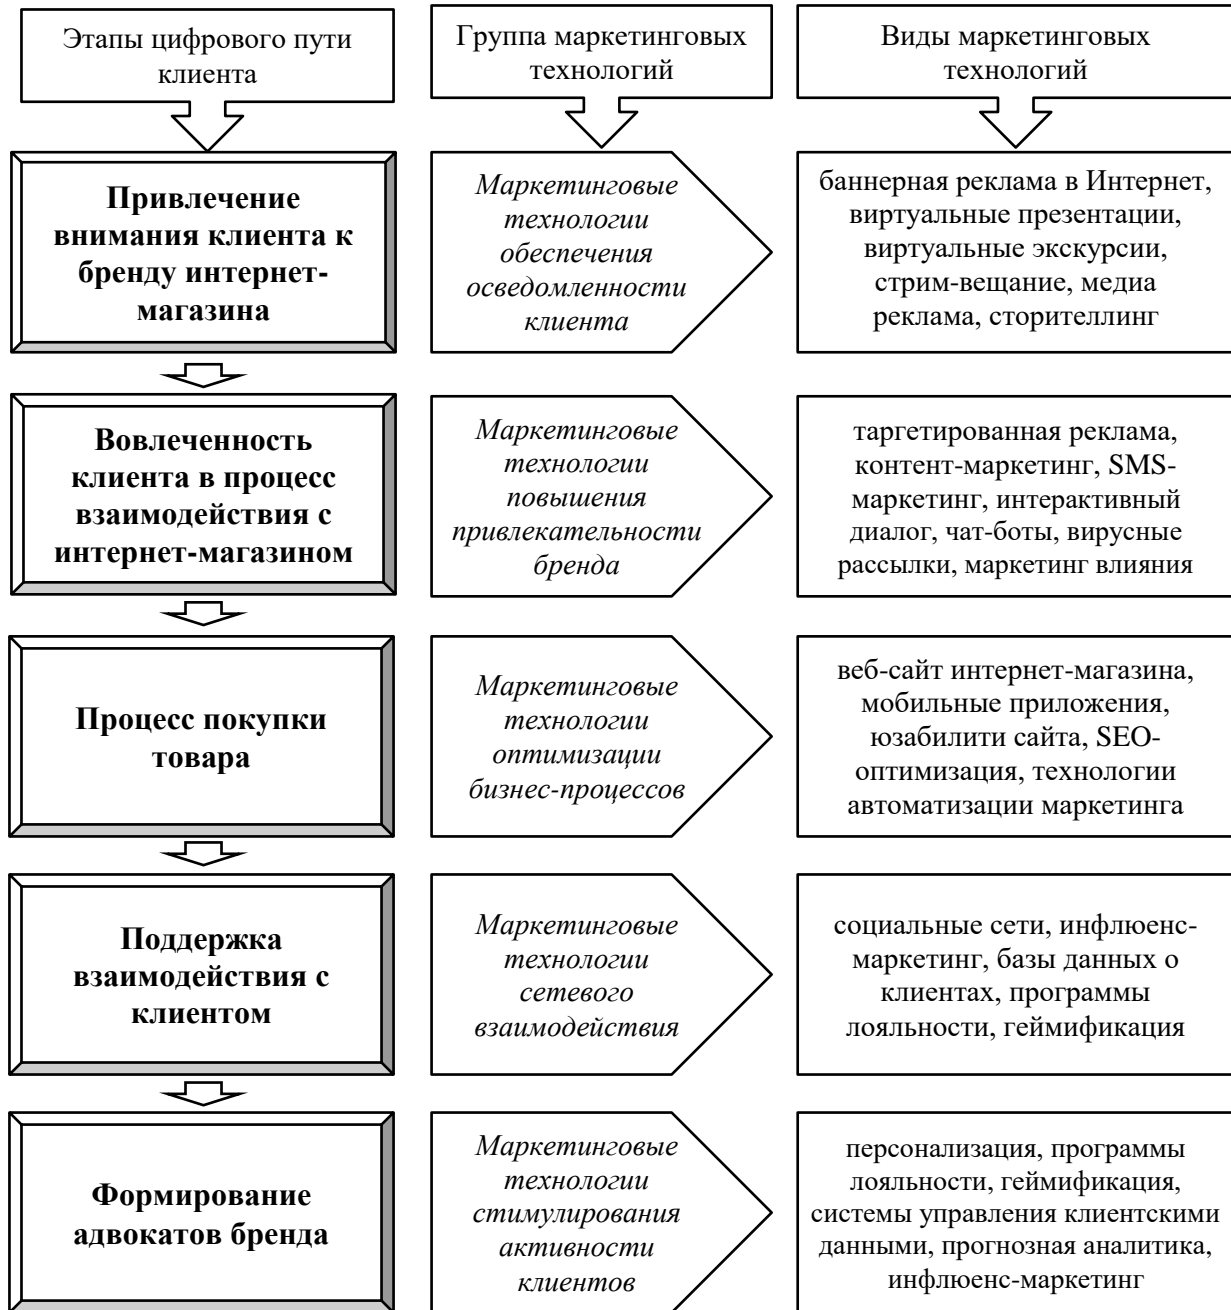 Этапы цифрового пути
клиента
Группа маркетинговых
технологий
Виды маркетинговых
технологий
Привлечение
внимания клиента к
бренду интернет-
магазина
Маркетинговые
технологии
обеспечения
осведомленности
клиента
баннерная реклама в Интернет,
виртуальные презентации,
виртуальные экскурсии,
стрим-вещание, медиа
реклама, сторителлинг
Вовлеченность
клиента в процесс
взаимодействия с
интернет-магазином
Маркетинговые
технологии
повышения
привлекательности
бренда
таргетированная реклама,
контент-маркетинг, SMS-
маркетинг, интерактивный
диалог, чат-боты, вирусные
рассылки, маркетинг влияния
Процесс покупки
товара
Маркетинговые
технологии
оптимизации
бизнес-процессов
веб-сайт интернет-магазина,
мобильные приложения,
юзабилити сайта, SEO-
оптимизация, технологии
автоматизации маркетинга
Поддержка
взаимодействия с
клиентом
Маркетинговые
технологии
сетевого
взаимодействия
социальные сети, инфлюенс-
маркетинг, базы данных о
клиентах, программы
лояльности, геймификация
Формирование
адвокатов бренда
Маркетинговые
технологии
стимулирования
активности
клиентов
персонализация, программы
лояльности, геймификация,
системы управления клиентскими
данными, прогнозная аналитика,
инфлюенс-маркетинг